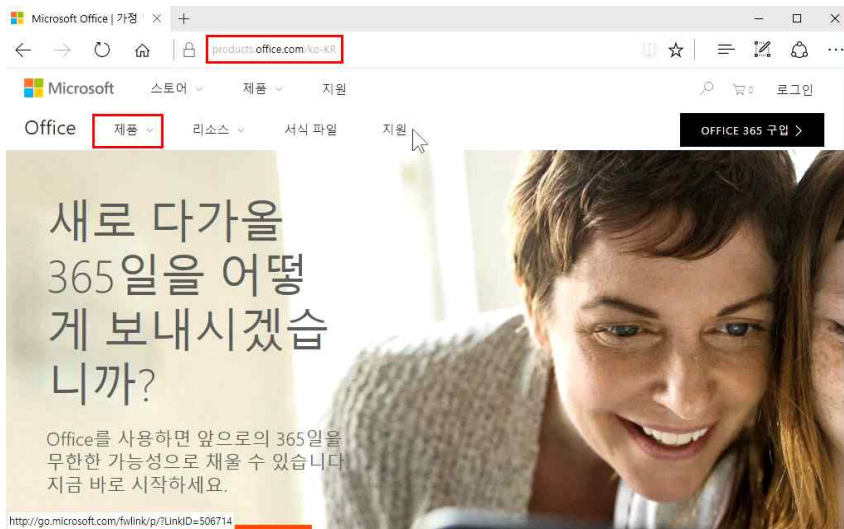 Microsoft Office | 가정
products.office.com/ko-KR
Microsoft 스토어 제품 지원 0 로그인
Office 제품 리소스 서식 파일 지원 OFFICE 365 구입
새로 다가올
365일을 어떻
게 보내시겠습
니까?
Office를 사용하면 앞으로의 365일을
무한한 가능성으로 채울 수 있습니다.
지금 바로 시작하세요.
http://go.microsoft.com/fwlink/p/?LinkID=506714